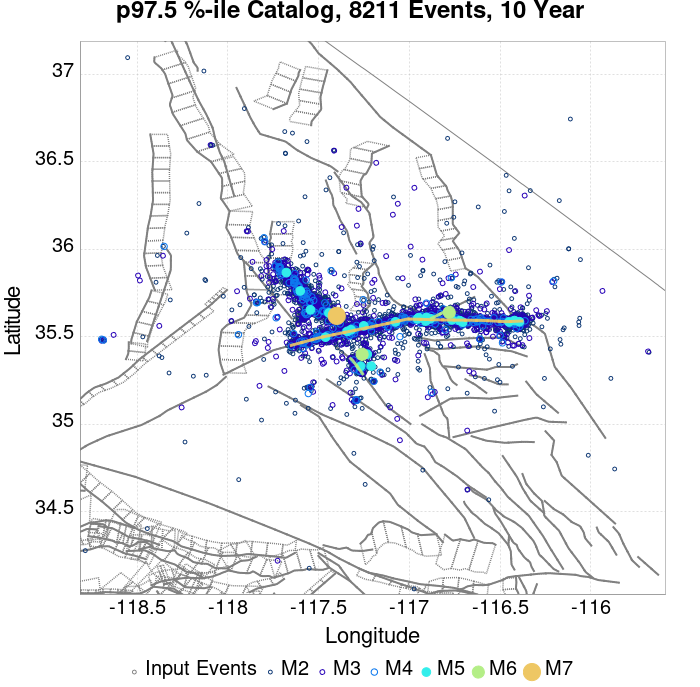 p97.5 %-ile Catalog, 8211 Events, 10 Year
37
36.5
36
35.5
35
34.5
Latitude
-118.5 -118 -117.5 -117 -116.5 -116
Longitude
Input Events M2 M3 M4 M5 M6 M7